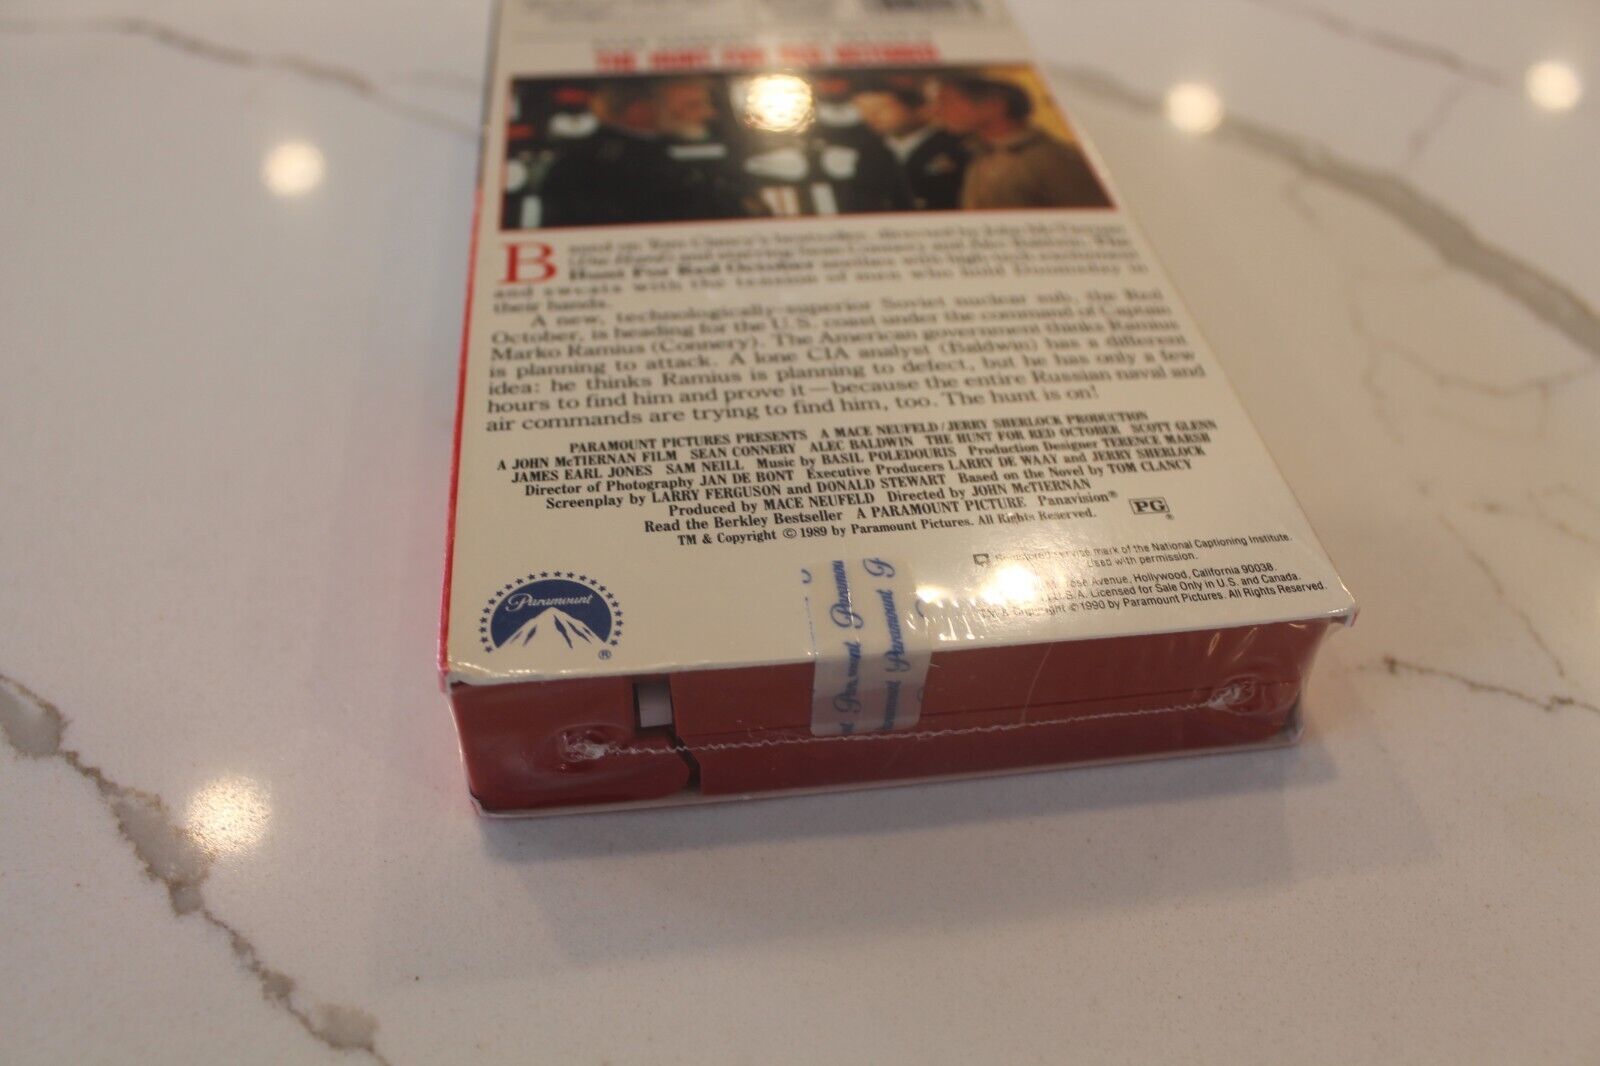 THE HUNT FOR RED OCTOBER
Based on Tom Clancy's bestseller, directed by John McTiernan
(Die Hard) and starring Sean Connery and Alec Baldwin, The
Hunt For Red October seethes with high-tech excitement
and sweats with the tension of men who hold Doomsday in
their hands.
A new, technologically-superior Soviet nuclear sub, the Red
October, is heading for the U.S. coast under the command of Captain
Marko Ramius (Connery). The American government thinks Ramius
is planning to attack. A lone CIA analyst (Baldwin) has a different
idea: he thinks Ramius is planning to defect, but he has only a few
hours to find him and prove it—because the entire Russian naval and
air commands are trying to find him, too. The hunt is on!
PARAMOUNT PICTURES PRESENTS A MACE NEUFELD/JERRY SHERLOCK PRODUCTION
A JOHN McTIERNAN FILM SEAN CONNERY ALEC BALDWIN THE HUNT FOR RED OCTOBER SCOTT GLENN
JAMES EARL JONES SAM NEILL Music by BASIL POLEDOURIS Production Designer TERENCE MARSH
Director of Photography JAN DE BONT Executive Producers LARRY DE WAAY and JERRY SHERLOCK
Screenplay by LARRY FERGUSON and DONALD STEWART Based on the Novel by TOM CLANCY
Produced by MACE NEUFELD Directed by JOHN McTIERNAN
Read the Berkley Bestseller A PARAMOUNT PICTURE Panavision®
TM & Copyright © 1989 by Paramount Pictures. All Rights Reserved.
PG ®
Registered service mark of the National Captioning Institute.
Used with permission.
Avenue, Hollywood, California 90038.
U.S.A. Licensed for Sale Only in U.S. and Canada.
TM & Copyright © 1990 by Paramount Pictures. All Rights Reserved.
Paramount ®
Paramount
Paramount
Paramount